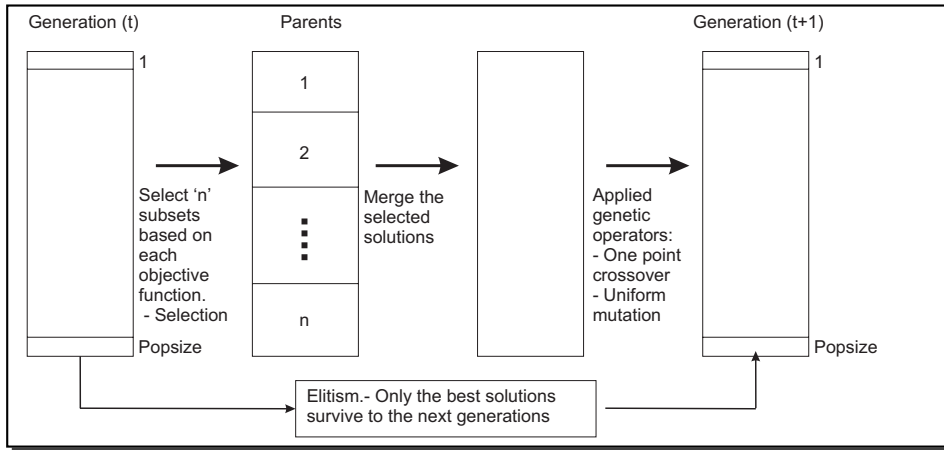 Generation (t)
Parents
Generation (t+1)
1
1
1
2
n
Select ‘n’
subsets
based on
each
objective
function.
- Selection
Merge the
selected
solutions
Applied
genetic
operators:
- One point
crossover
- Uniform
mutation
Popsize
Popsize
Elitism.- Only the best solutions
survive to the next generations